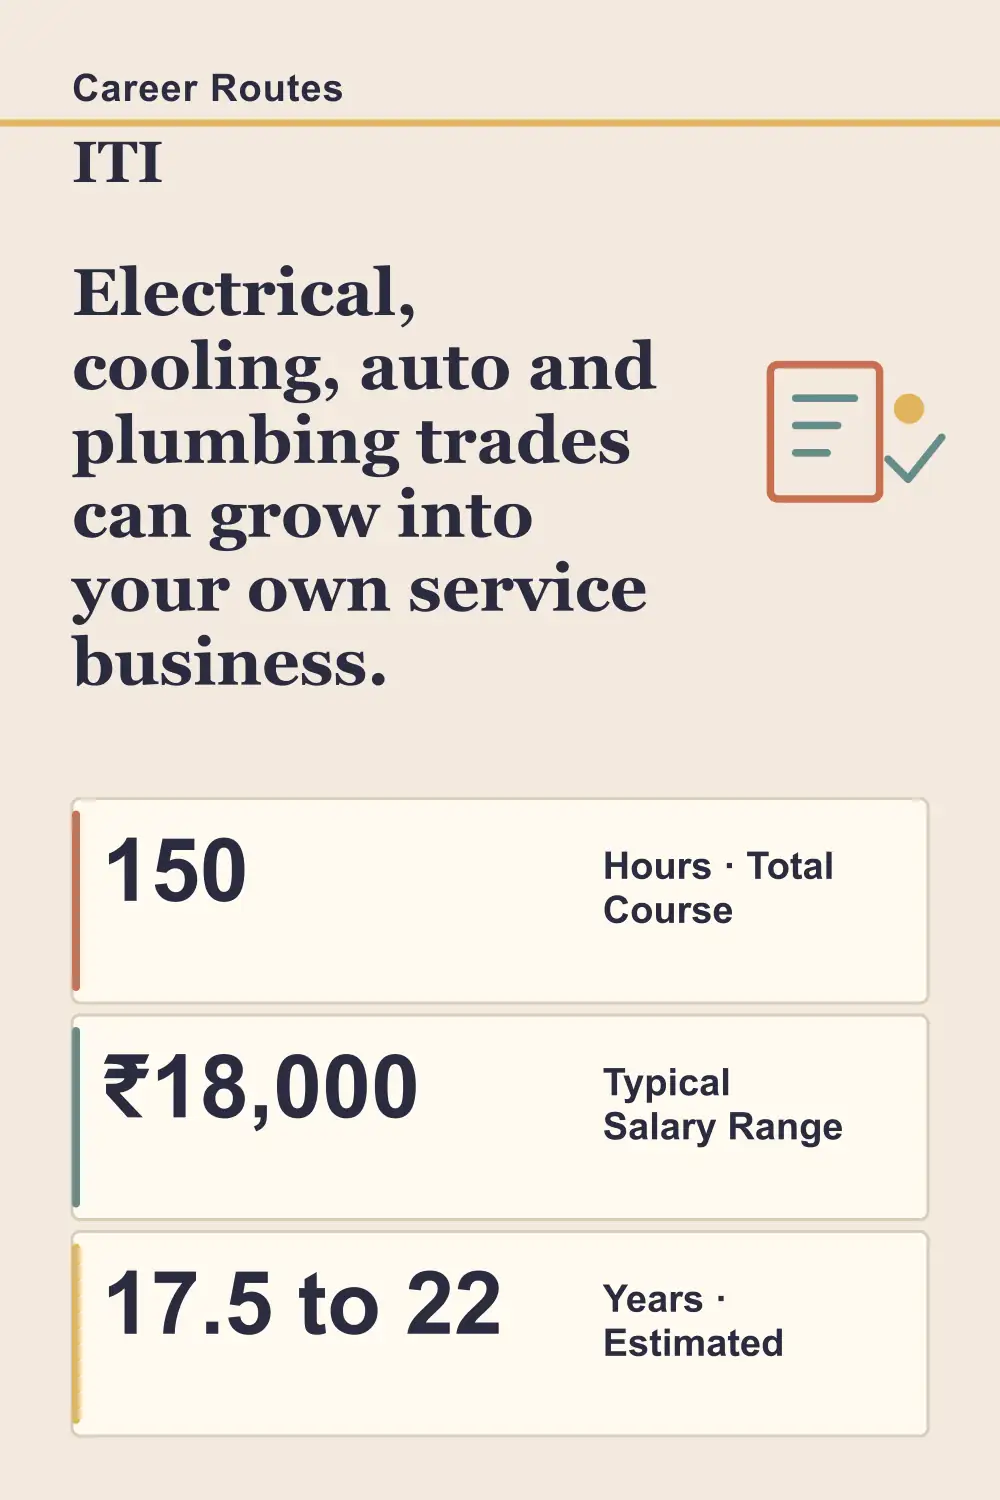 Career Routes
ITI
Electrical,
cooling, auto and
plumbing trades
can grow into
your own service
business.
150
Hours · Total
Course
₹18,000
Typical
Salary Range
17.5 to 22
Years ·
Estimated